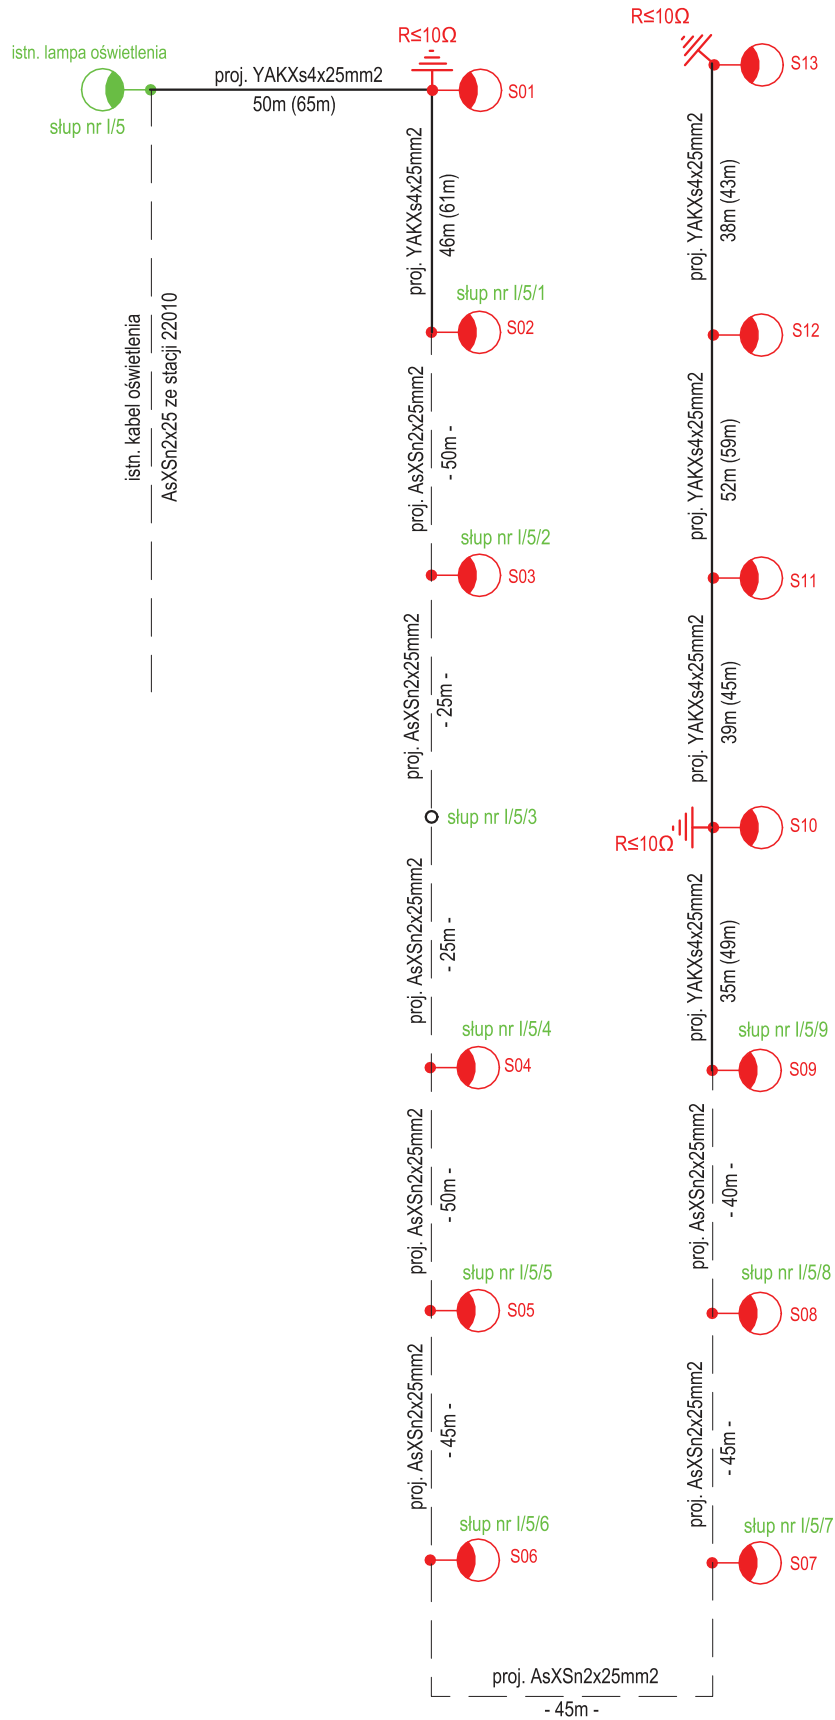 istn. lampa oświetlenia
słup nr I/5
proj. YAKXs4x25mm2
50m (65m)
R≤10Ω
S01
proj. YAKXs4x25mm2
46m (61m)
istn. kabel oświetlenia
AsXSn2x25 ze stacji 22010
słup nr I/5/1
S02
proj. AsXSn2x25mm2
- 50m -
słup nr I/5/2
S03
proj. AsXSn2x25mm2
- 25m -
słup nr I/5/3
proj. AsXSn2x25mm2
- 25m -
słup nr I/5/4
S04
proj. AsXSn2x25mm2
- 50m -
słup nr I/5/5
S05
proj. AsXSn2x25mm2
- 45m -
słup nr I/5/6
S06
proj. AsXSn2x25mm2
- 45m -
R≤10Ω
S13
proj. YAKXs4x25mm2
38m (43m)
S12
proj. YAKXs4x25mm2
52m (59m)
S11
proj. YAKXs4x25mm2
39m (45m)
R≤10Ω
S10
proj. YAKXs4x25mm2
35m (49m)
słup nr I/5/9
S09
proj. AsXSn2x25mm2
- 40m -
słup nr I/5/8
S08
proj. AsXSn2x25mm2
- 45m -
słup nr I/5/7
S07